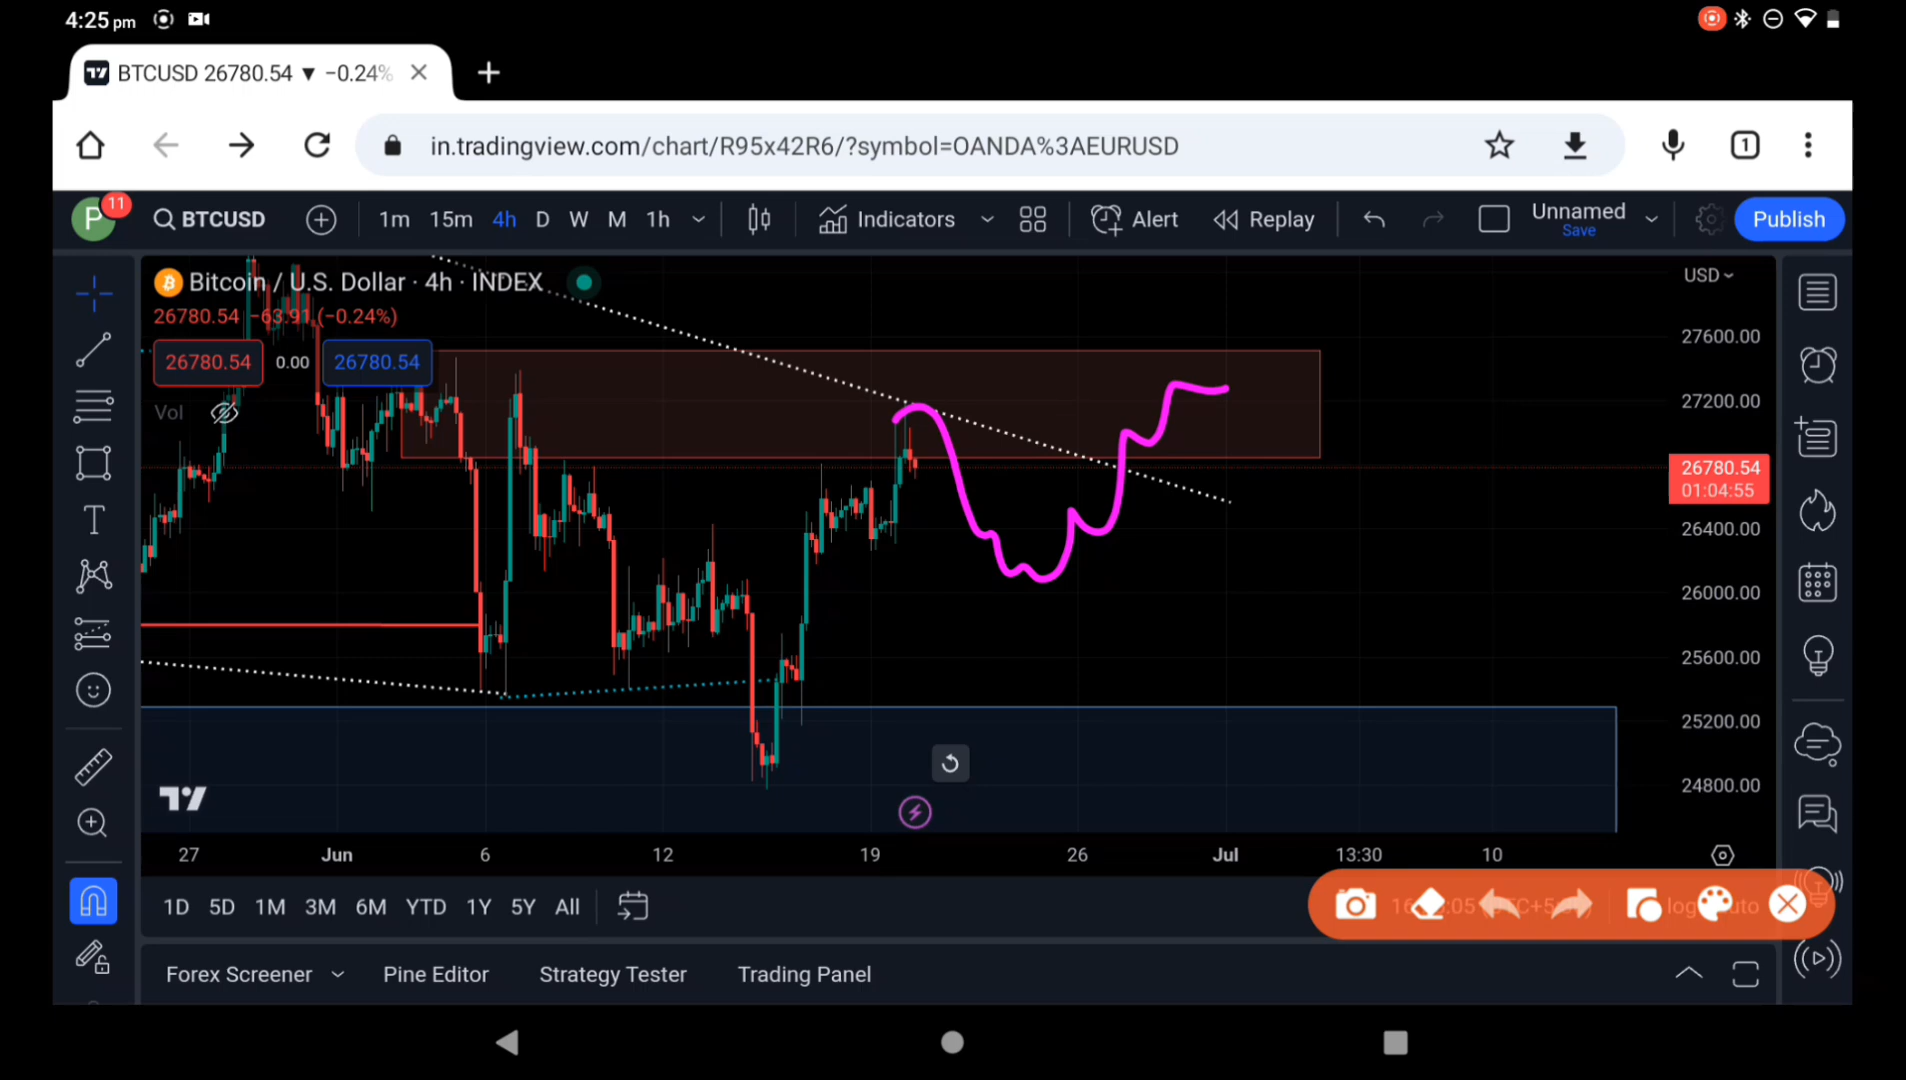 4:25 pm
BTCUSD 26780.54 ▼ −0.24%
in.tradingview.com/chart/R95x42R6/?symbol=OANDA%3AEURUSD
1
P
11
BTCUSD
1m 15m 4h D W M 1h
Indicators
Alert
Replay
Unnamed
Save
Publish
Bitcoin / U.S. Dollar · 4h · INDEX
26780.54 −63.91 (−0.24%)
26780.54 0.00 26780.54
Vol
USD
27600.00
27200.00
26780.54
01:04:55
26400.00
26000.00
25600.00
25200.00
24800.00
27 Jun 6 12 19 26 Jul 13:30 10
1D 5D 1M 3M 6M YTD 1Y 5Y All
log
Forex Screener Pine Editor Strategy Tester Trading Panel